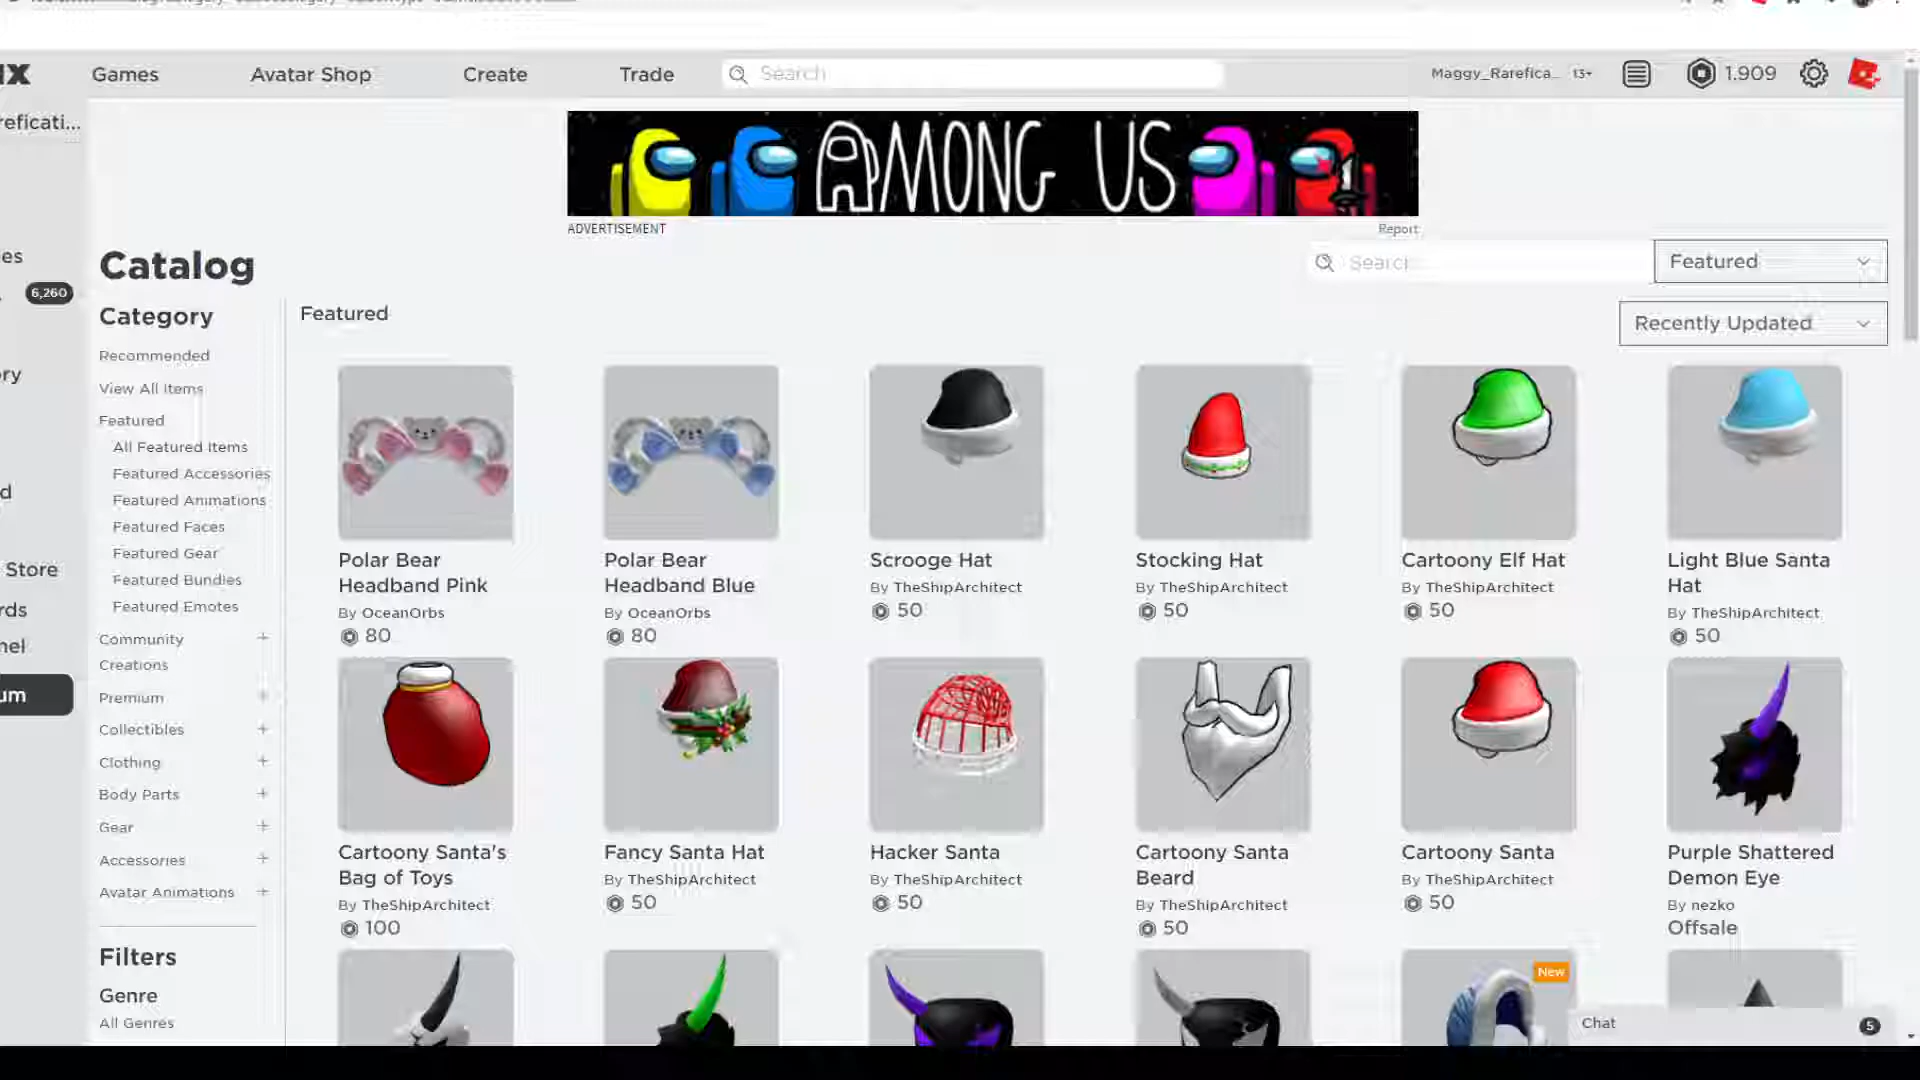 Games
Avatar Shop
Create
Trade
Search
Maggy_Rarefica... 13+
1.909
eficati...
AMONG US
ADVERTISEMENT
Report
Catalog
Search
Featured
es
6,260
Category
Featured
Recently Updated
Recommended
View All Items
Featured
All Featured Items
Featured Accessories
Featured Animations
Featured Faces
Featured Gear
Featured Bundles
Featured Emotes
Community
Creations
Premium
Collectibles
Clothing
Body Parts
Gear
Accessories
Avatar Animations
Filters
Genre
All Genres
ory
d
Store
rds
nel
um
Polar Bear
Headband Pink
By OceanOrbs
80
Polar Bear
Headband Blue
By OceanOrbs
80
Scrooge Hat
By TheShipArchitect
50
Stocking Hat
By TheShipArchitect
50
Cartoony Elf Hat
By TheShipArchitect
50
Light Blue Santa
Hat
By TheShipArchitect
50
Cartoony Santa's
Bag of Toys
By TheShipArchitect
100
Fancy Santa Hat
By TheShipArchitect
50
Hacker Santa
By TheShipArchitect
50
Cartoony Santa
Beard
By TheShipArchitect
50
Cartoony Santa
By TheShipArchitect
50
Purple Shattered
Demon Eye
By nezko
Offsale
New
Chat
5